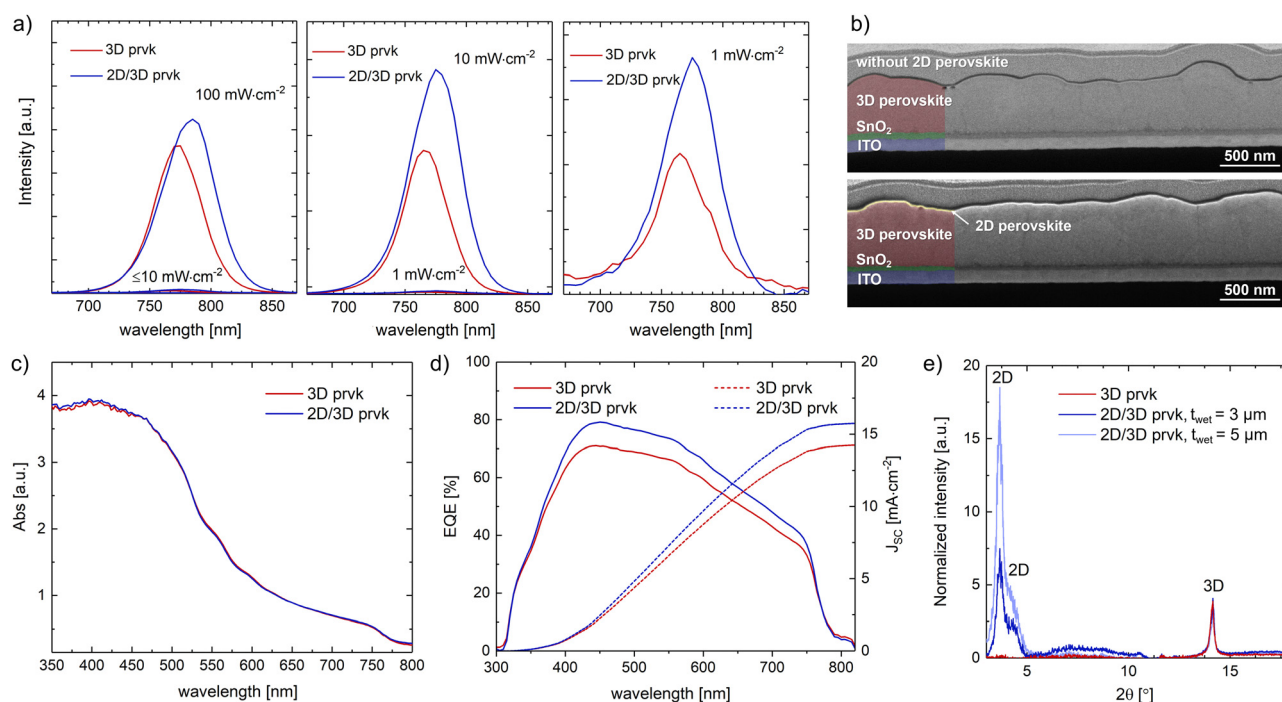 a)
3D prvk
2D/3D prvk
100 mW·cm-2
≤10 mW·cm-2
Intensity [a.u.]
700 750 800 850
wavelength [nm]
3D prvk
2D/3D prvk
10 mW·cm-2
1 mW·cm-2
700 750 800 850
wavelength [nm]
3D prvk
2D/3D prvk
1 mW·cm-2
700 750 800 850
wavelength [nm]
b)
without 2D perovskite
3D perovskite
SnO2
ITO
500 nm
2D perovskite
3D perovskite
SnO2
ITO
500 nm
c)
3D prvk
2D/3D prvk
Abs [a.u.]
4
3
2
1
350 400 450 500 550 600 650 700 750 800
wavelength [nm]
d)
3D prvk
2D/3D prvk
3D prvk
2D/3D prvk
EQE [%]
100
90
80
70
60
50
40
30
20
10
0
20
15
10
5
0
JSC [mA·cm-2]
300 400 500 600 700 800
wavelength [nm]
e)
3D prvk
2D/3D prvk, twet = 3 µm
2D/3D prvk, twet = 5 µm
2D
2D
3D
Normalized intensity [a.u.]
20
15
10
5
0
5 10 15
2θ [°]